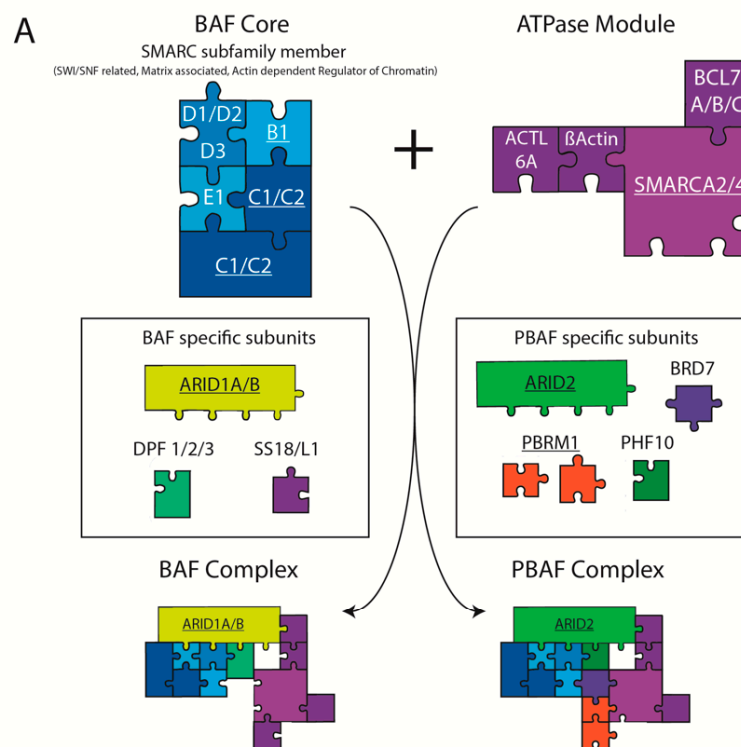 A
BAF Core
SMARC subfamily member
(SWI/SNF related, Matrix associated, Actin dependent Regulator of Chromatin)
D1/D2
D3
B1
E1
C1/C2
C1/C2
+
ATPase Module
BCL7
A/B/C
ACTL
6A
ßActin
SMARCA2/4
BAF specific subunits
ARID1A/B
DPF 1/2/3
SS18/L1
PBAF specific subunits
ARID2
BRD7
PBRM1
PHF10
BAF Complex
ARID1A/B
PBAF Complex
ARID2